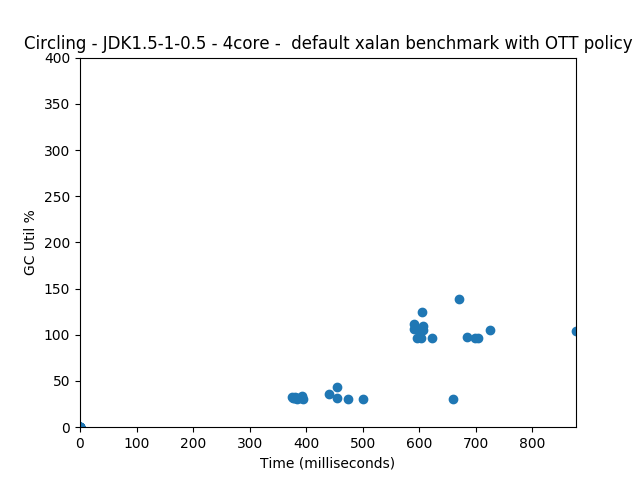 Circling - JDK1.5-1-0.5 - 4core -  default xalan benchmark with OTT policy
400
350
300
250
200
150
100
50
0
GC Util %
0 100 200 300 400 500 600 700 800
Time (milliseconds)